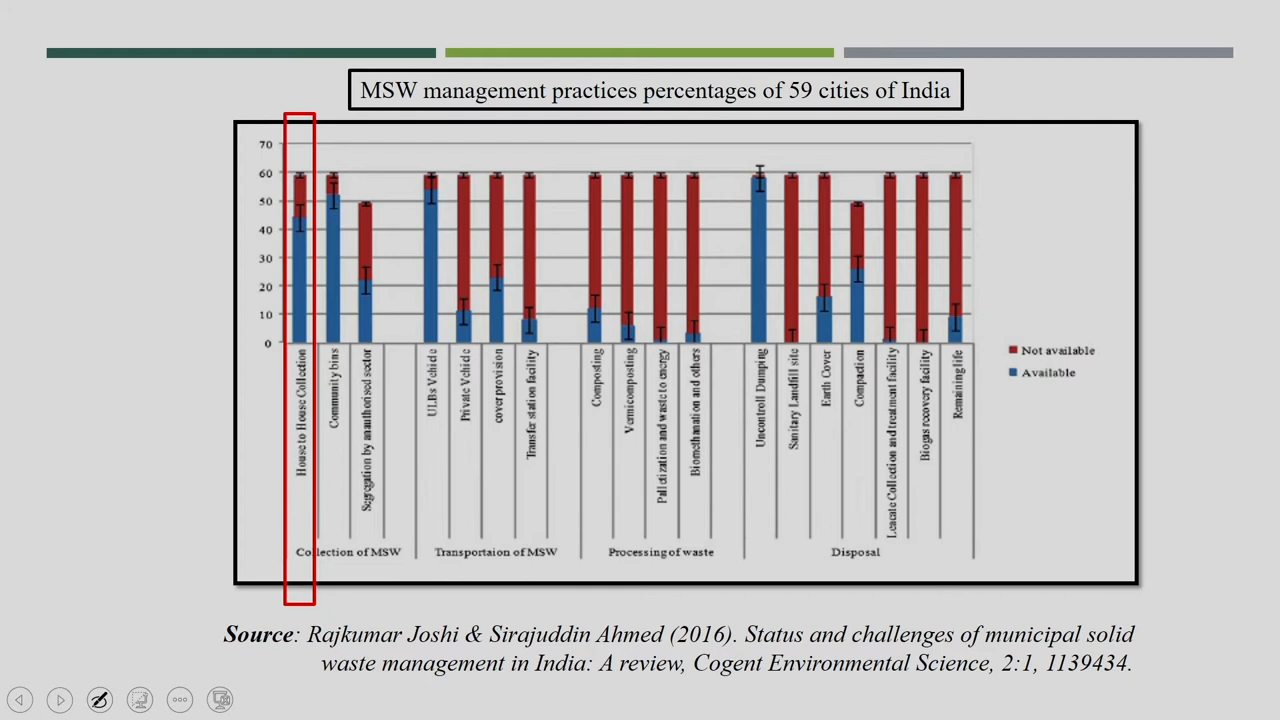 MSW management practices percentages of 59 cities of India
70
60
50
40
30
20
10
0
House to House Collection
Community bins
Segregation by anauthorised sector
ULBs Vehicle
Private Vehicle
cover provision
Transfer station facility
Composting
Vermicomposting
Palletization and waste to energy
Biomethanation and others
Uncontroll Dumping
Sanitary Landfill site
Earth Cover
Compaction
Leacate Collection and treatment facility
Biogas recovery facility
Remaining life
Collection of MSW
Transportaion of MSW
Processing of waste
Disposal
Not available
Available
Source: Rajkumar Joshi & Sirajuddin Ahmed (2016). Status and challenges of municipal solid
waste management in India: A review, Cogent Environmental Science, 2:1, 1139434.